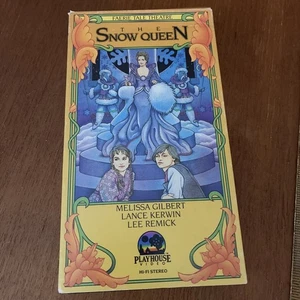 FAERIE TALE THEATRE
THE
SNOW QUEEN
MELISSA GILBERT
LANCE KERWIN
LEE REMICK
PLAYHOUSE
VIDEO
HI-FI STEREO